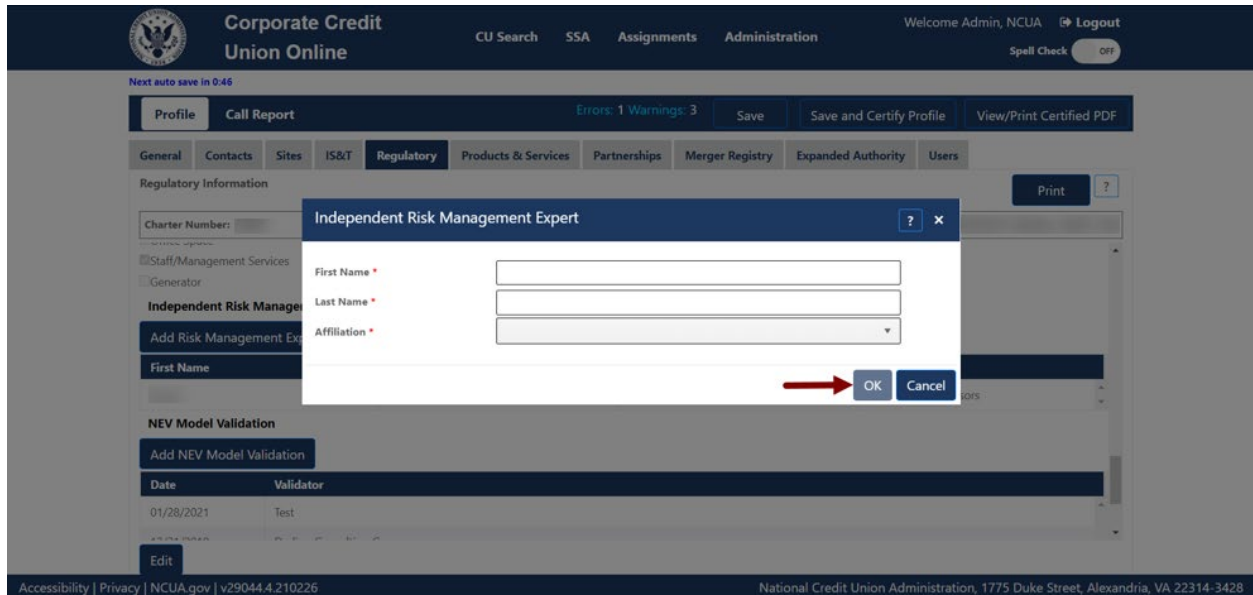 Corporate Credit
Union Online
CU Search SSA Assignments Administration
Welcome Admin, NCUA Logout
Spell Check OFF
Next auto save in 0:46
Profile Call Report Errors: 1 Warnings: 3 Save Save and Certify Profile View/Print Certified PDF
General Contacts Sites IS&T Regulatory Products & Services Partnerships Merger Registry Expanded Authority Users
Regulatory Information Print ?
Charter Number:
Office Space
Staff/Management Services
Generator
Independent Risk Manage
Add Risk Management Exp
First Name
sors
Independent Risk Management Expert ? ×
First Name *
Last Name *
Affiliation *
OK Cancel
NEV Model Validation
Add NEV Model Validation
Date Validator
01/28/2021 Test
Edit
Accessibility | Privacy | NCUA.gov | v29044.4.210226 National Credit Union Administration, 1775 Duke Street, Alexandria, VA 22314-3428